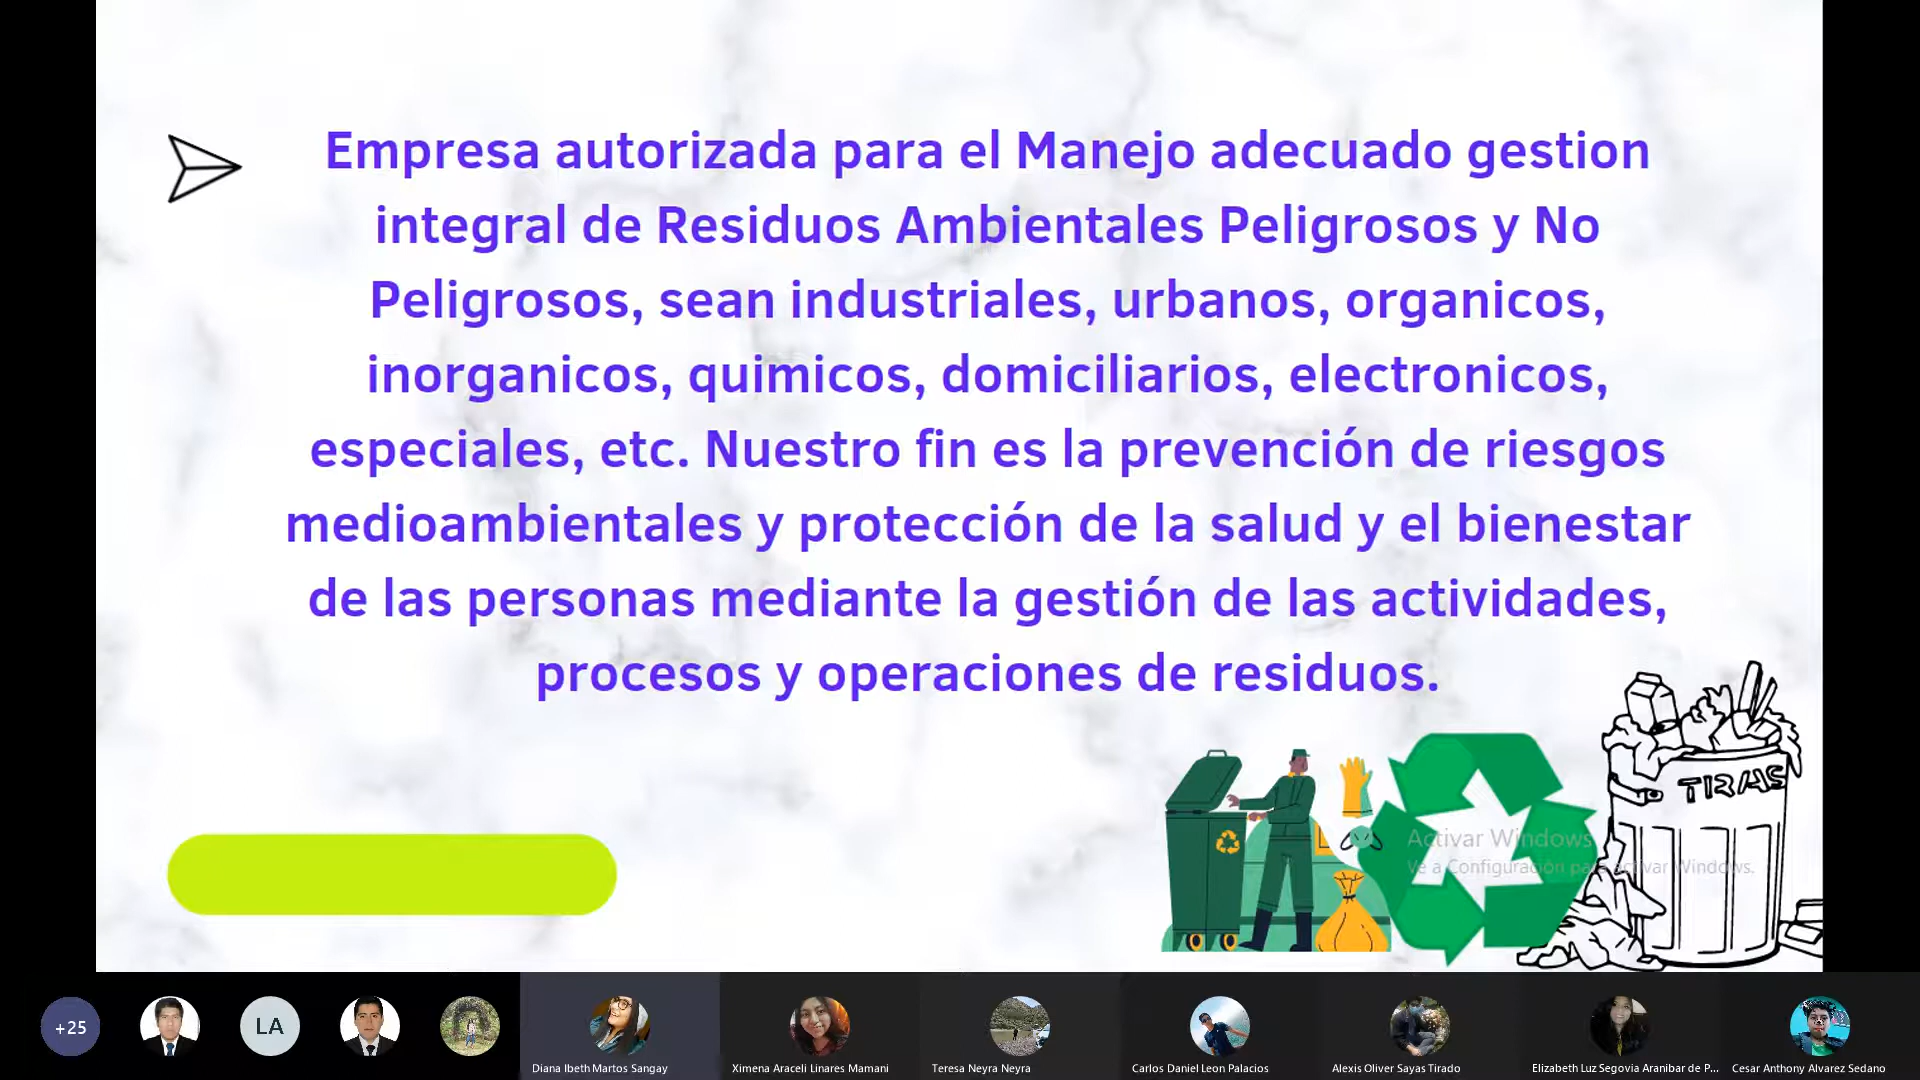 Empresa autorizada para el Manejo adecuado gestion
integral de Residuos Ambientales Peligrosos y No
Peligrosos, sean industriales, urbanos, organicos,
inorganicos, quimicos, domiciliarios, electronicos,
especiales, etc. Nuestro fin es la prevención de riesgos
medioambientales y protección de la salud y el bienestar
de las personas mediante la gestión de las actividades,
procesos y operaciones de residuos.
TRAS
Activar Windows
Ve a Configuración para activar Windows.
+25
LA
Diana Ibeth Martos Sangay
Ximena Araceli Linares Mamani
Teresa Neyra Neyra
Carlos Daniel Leon Palacios
Alexis Oliver Sayas Tirado
Elizabeth Luz Segovia Aranibar de P...
Cesar Anthony Alvarez Sedano